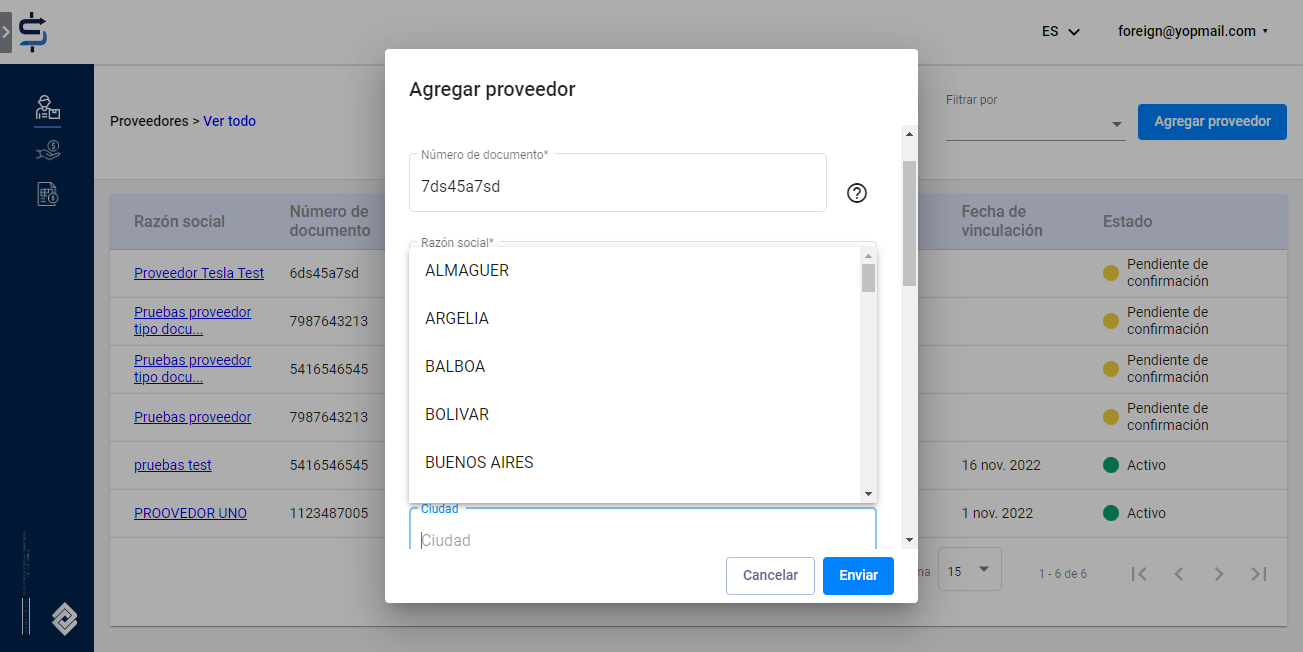 ES
foreign@yopmail.com
Proveedores > Ver todo
Filtrar por
Agregar proveedor
Razón social
Número de
documento
Fecha de
vinculación
Estado
Proveedor Tesla Test
6ds45a7sd
Pendiente de
confirmación
Pruebas proveedor
tipo docu...
7987643213
Pendiente de
confirmación
Pruebas proveedor
tipo docu...
5416546545
Pendiente de
confirmación
Pruebas proveedor
7987643213
Pendiente de
confirmación
pruebas test
5416546545
16 nov. 2022
Activo
PROOVEDOR UNO
1123487005
1 nov. 2022
Activo
na
15
1 - 6 de 6
Agregar proveedor
Número de documento*
7ds45a7sd
Razón social*
ALMAGUER
ARGELIA
BALBOA
BOLIVAR
BUENOS AIRES
Ciudad
Ciudad
Cancelar
Enviar